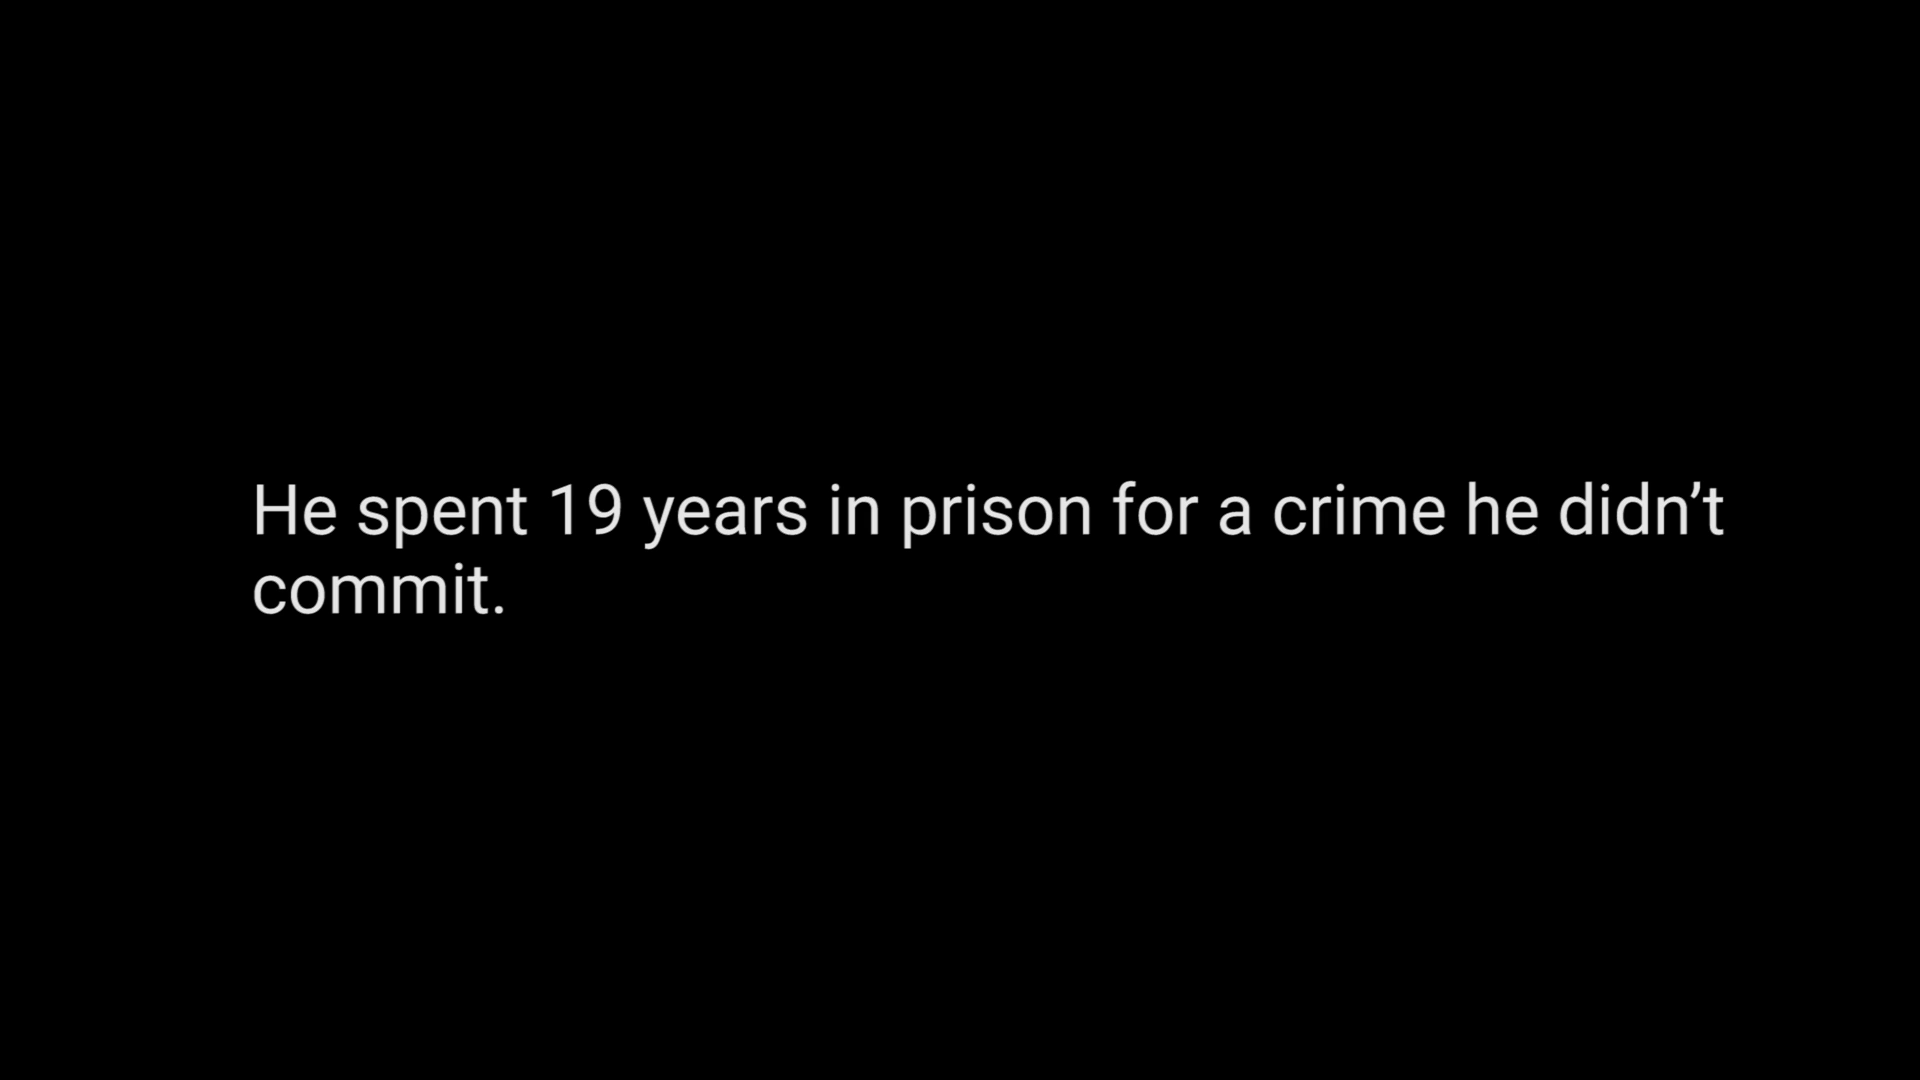 He spent 19 years in prison for a crime he didn’t
commit.